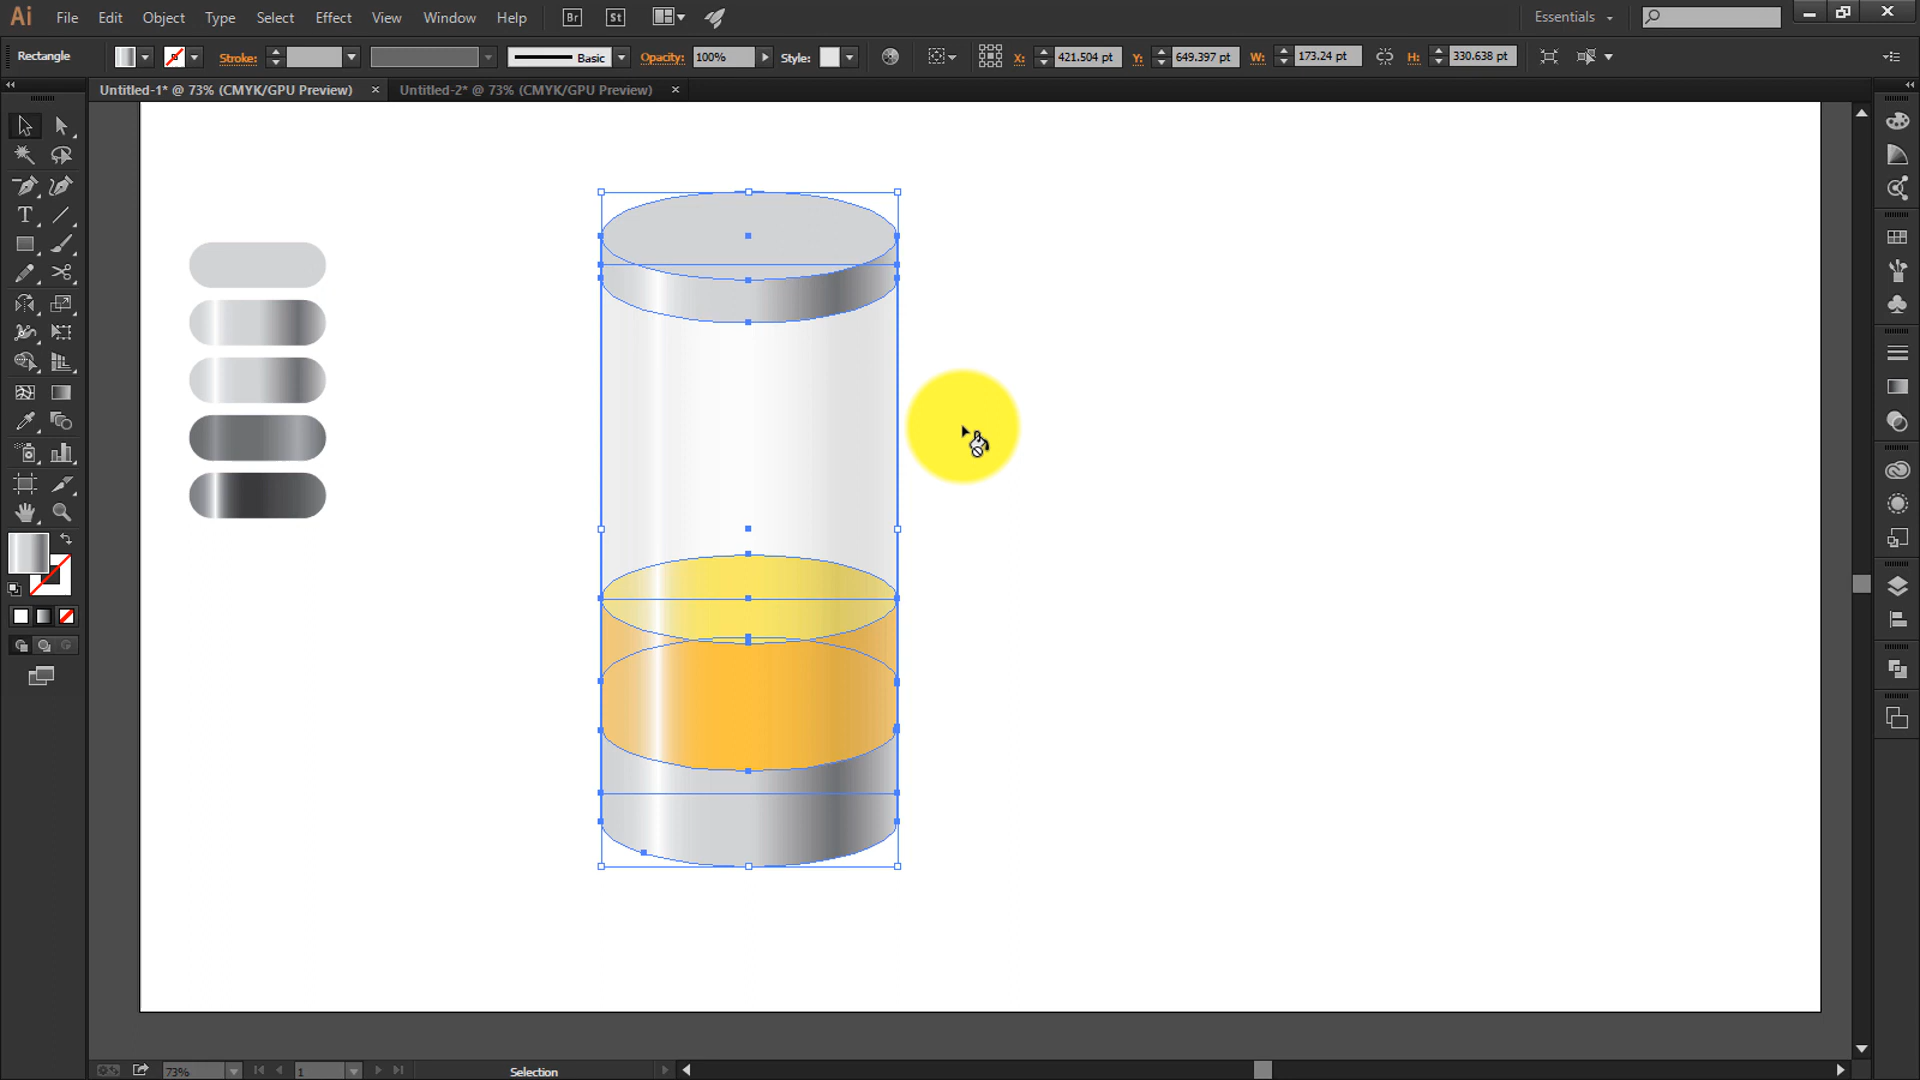 Ai File Edit Object Type Select Effect View Window Help Br St Essentials
Rectangle Stroke: Basic Opacity: 100% Style: X: 421.504 pt Y: 649.397 pt W: 173.24 pt H: 330.638 pt
Untitled-1* @ 73% (CMYK/GPU Preview) × Untitled-2* @ 73% (CMYK/GPU Preview) ×
T
73% 1 Selection